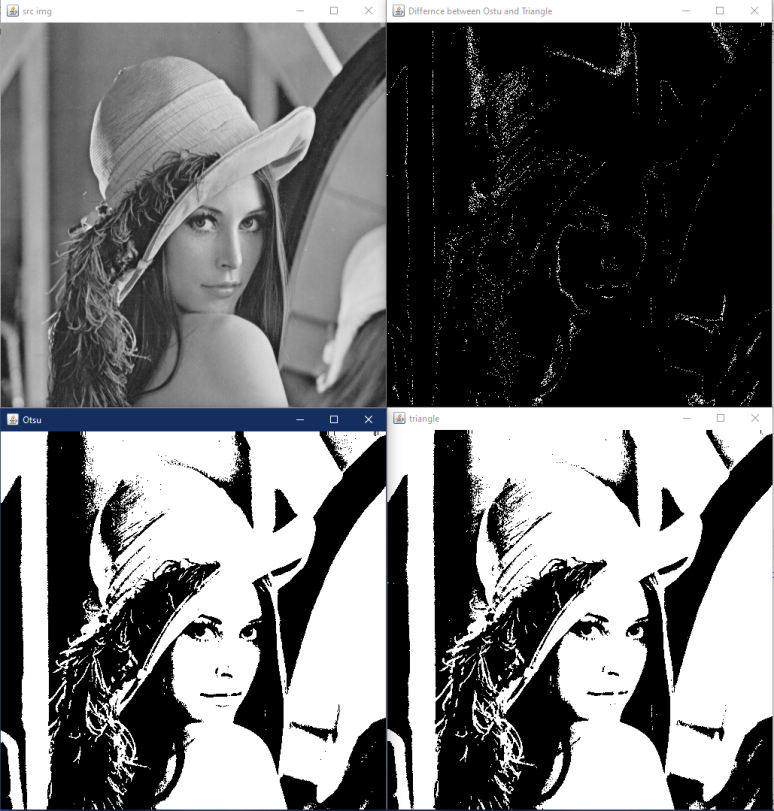 src img
Differnce between Ostu and Triangle
Otsu
triangle